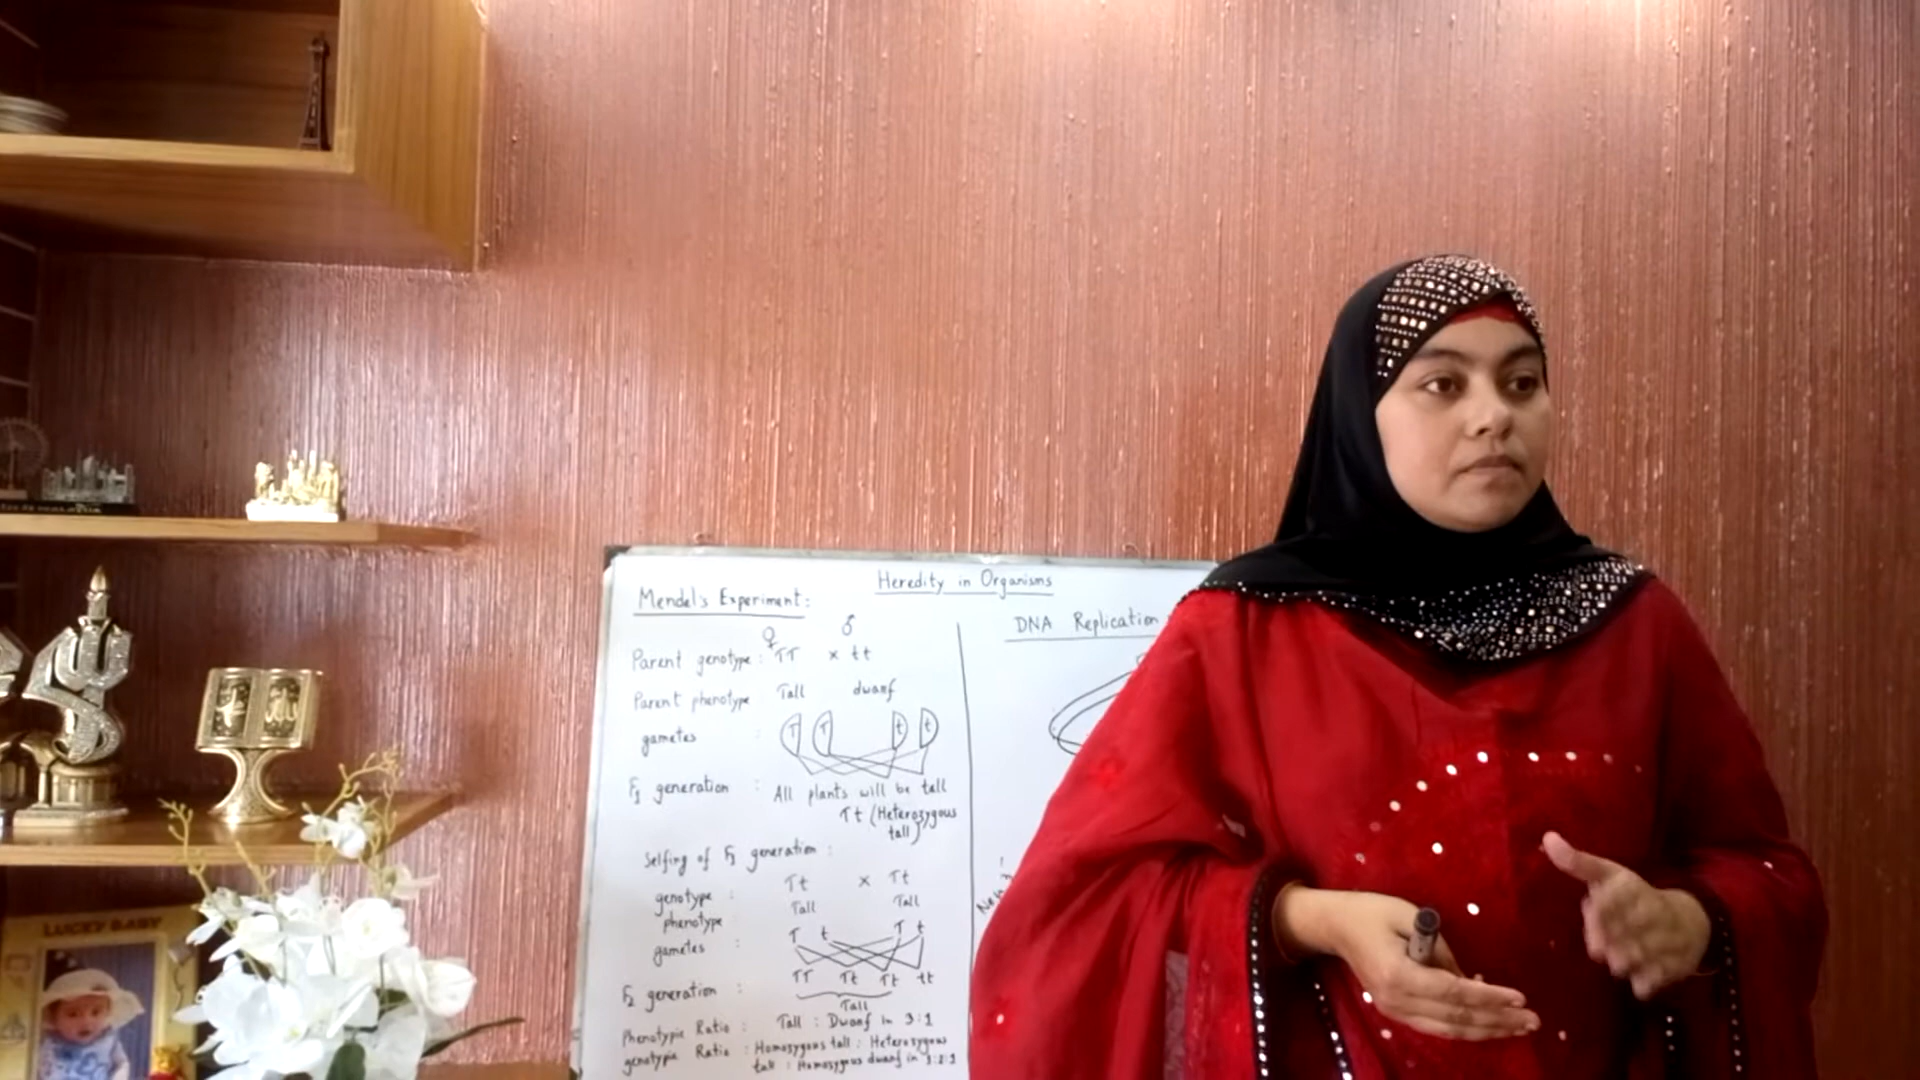 Heredity in Organisms
Mendel's Experiment:
♀ ♂
Parent genotype : TT × tt
Parent phenotype Tall dwarf
gametes : T T t t
F1 generation : All plants will be tall
Tt (Heterozygous
tall)
Selfing of F1 generation :
genotype : Tt × Tt
phenotype Tall Tall
gametes : T t T t
TT Tt Tt tt
F2 generation :
Tall
Phenotypic Ratio : Tall : Dwarf in 3:1
genotypic Ratio : Homozygous tall : Heterozygous
tall : Homozygous dwarf in 1:2:1
DNA Replication
LUCKY BABY